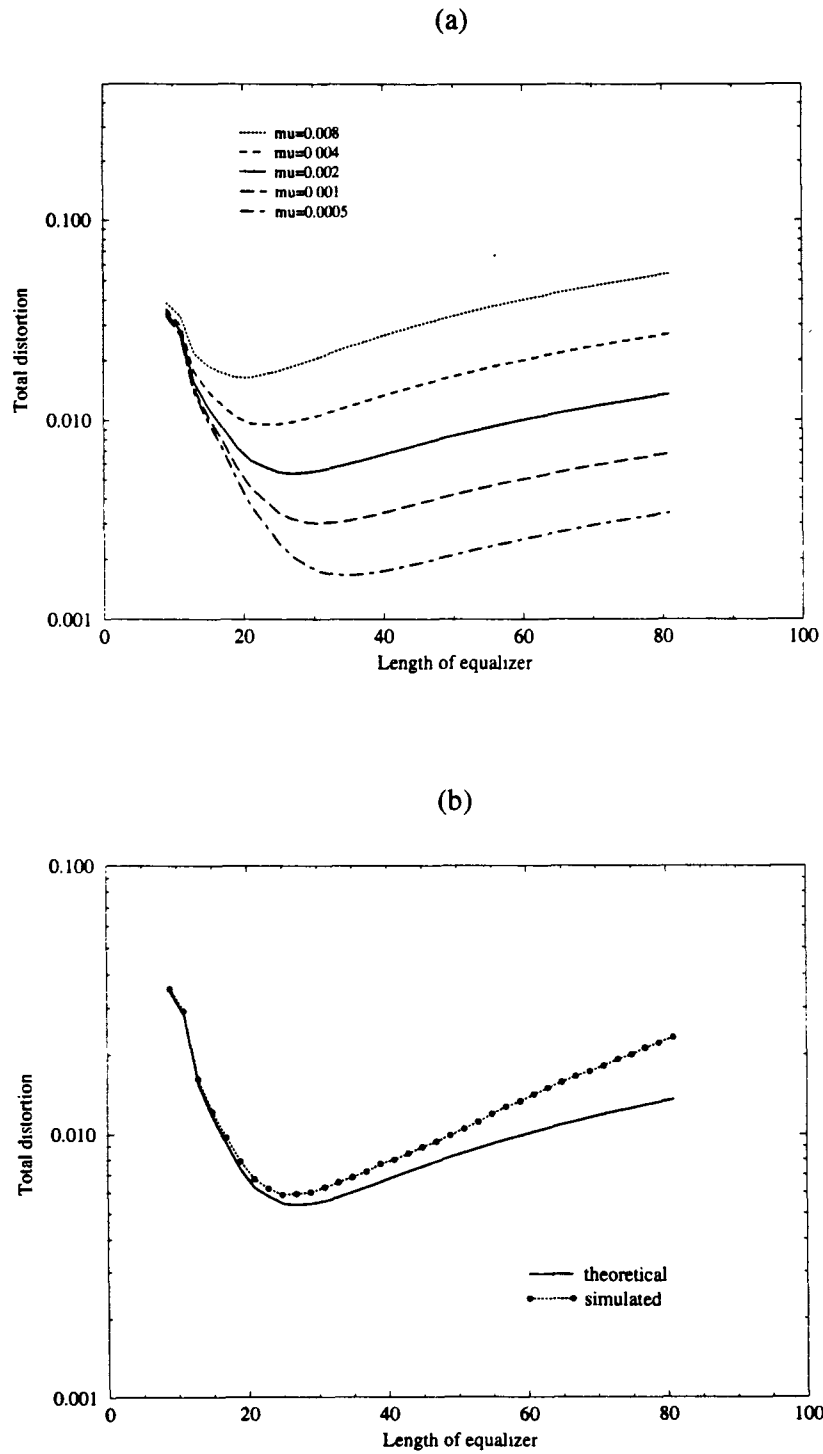 (a)
mu=0.008
mu=0 004
mu=0.002
mu=0 001
mu=0.0005
0.100
0.010
0.001
Total distortion
0 20 40 60 80 100
Length of equalizer
(b)
0.100
0.010
0.001
Total distortion
theoretical
simulated
0 20 40 60 80 100
Length of equalizer